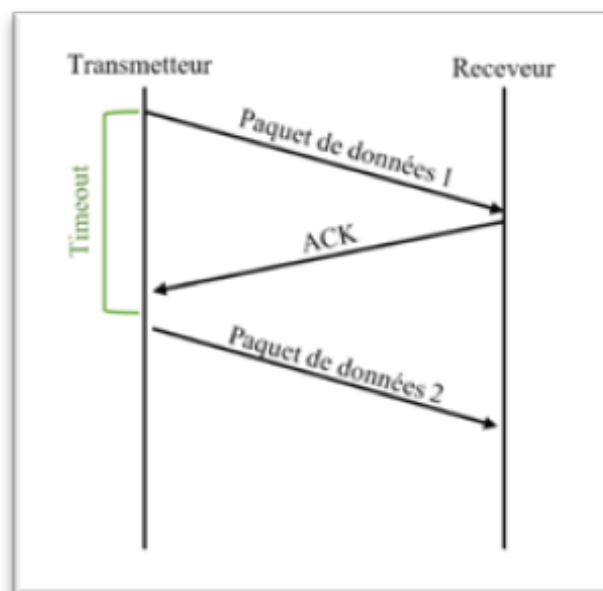 Transmetteur
Receveur
Paquet de données 1
Timeout
ACK
Paquet de données 2